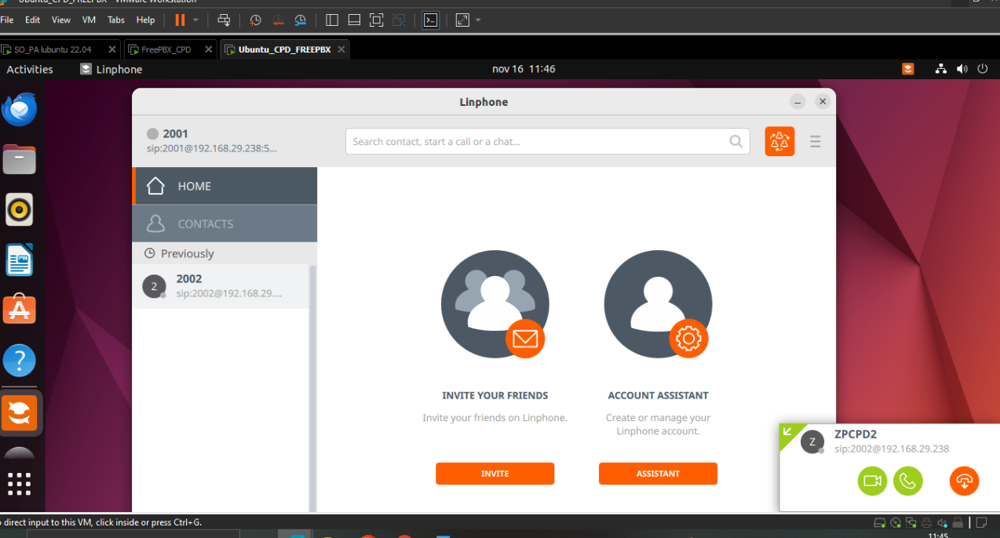 Ubuntu_CPD_FREEPBX - VMware Workstation
File Edit View VM Tabs Help
SO_PA lubuntu 22.04
FreePBX_CPD
Ubuntu_CPD_FREEPBX
Activities
Linphone
nov 16 11:46
Linphone
2001
sip:2001@192.168.29.238:5...
Search contact, start a call or a chat...
HOME
CONTACTS
Previously
2
2002
sip:2002@192.168.29....
INVITE YOUR FRIENDS
Invite your friends on Linphone.
INVITE
ACCOUNT ASSISTANT
Create or manage your
Linphone account.
ASSISTANT
Z
ZPCPD2
sip:2002@192.168.29.238
direct input to this VM, click inside or press Ctrl+G.
11:45